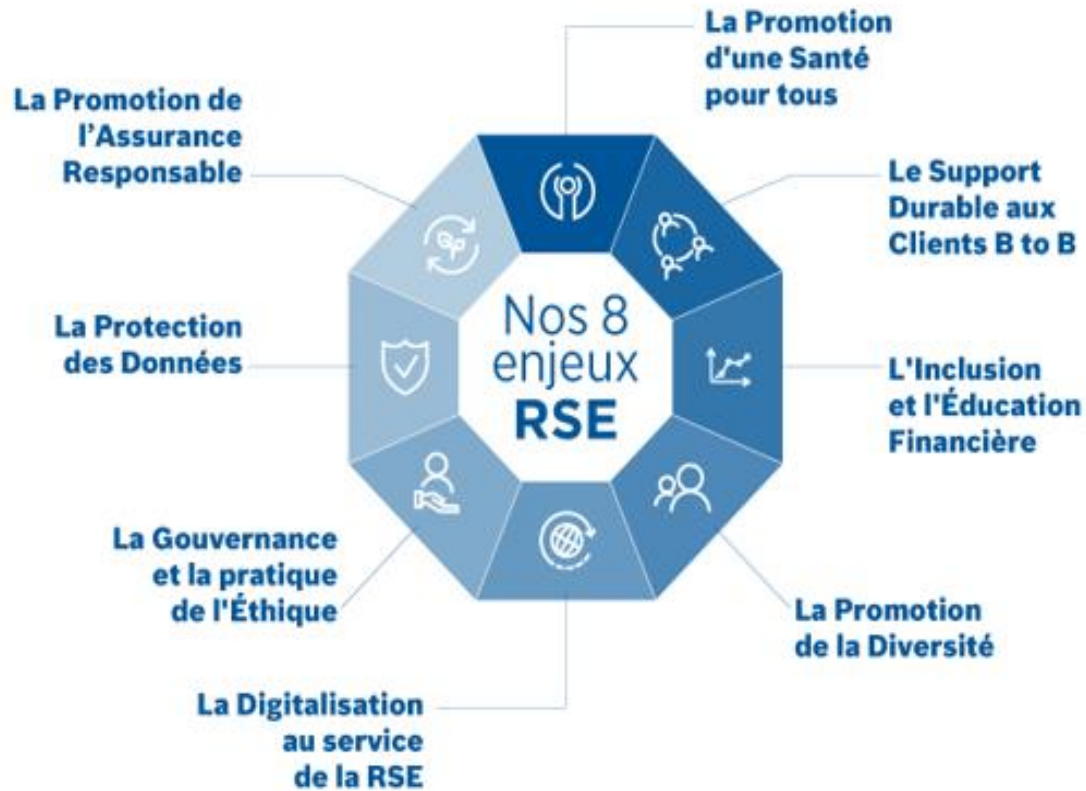 La Promotion
d'une Santé
pour tous
La Promotion de
l’Assurance
Responsable
Le Support
Durable aux
Clients B to B
La Protection
des Données
Nos 8
enjeux
RSE
L'Inclusion
et l'Éducation
Financière
La Gouvernance
et la pratique
de l'Éthique
La Promotion
de la Diversité
La Digitalisation
au service
de la RSE